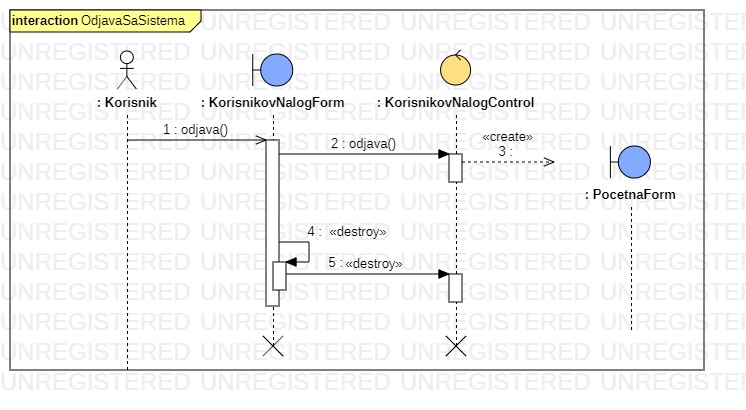 interaction OdjavaSaSistema
: Korisnik
: KorisnikovNalogForm
: KorisnikovNalogControl
1 : odjava()
2 : odjava()
«create»
3 :
: PocetnaForm
4 : «destroy»
5 : «destroy»
UNREGISTERED UNREGISTERED UNREGISTERED UNREGISTERED